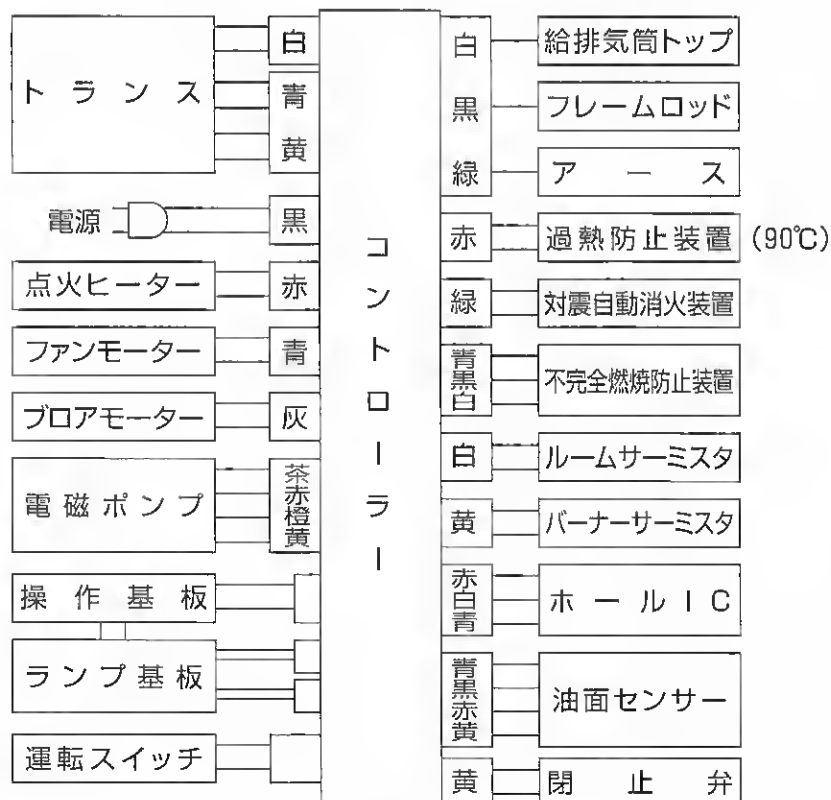 トランス
白
青
黄
電源
黒
点火ヒーター
赤
ファンモーター
青
ブロアモーター
灰
電磁ポンプ
茶
赤
橙
黄
操作基板
ランプ基板
運転スイッチ
コントローラー
白
給排気筒トップ
黒
フレームロッド
緑
アース
赤
過熱防止装置 (90℃)
緑
対震自動消火装置
青
黒
白
不完全燃焼防止装置
白
ルームサーミスタ
黄
バーナーサーミスタ
赤
白
青
ホールIC
青
黒
赤
黄
油面センサー
黄
閉止弁